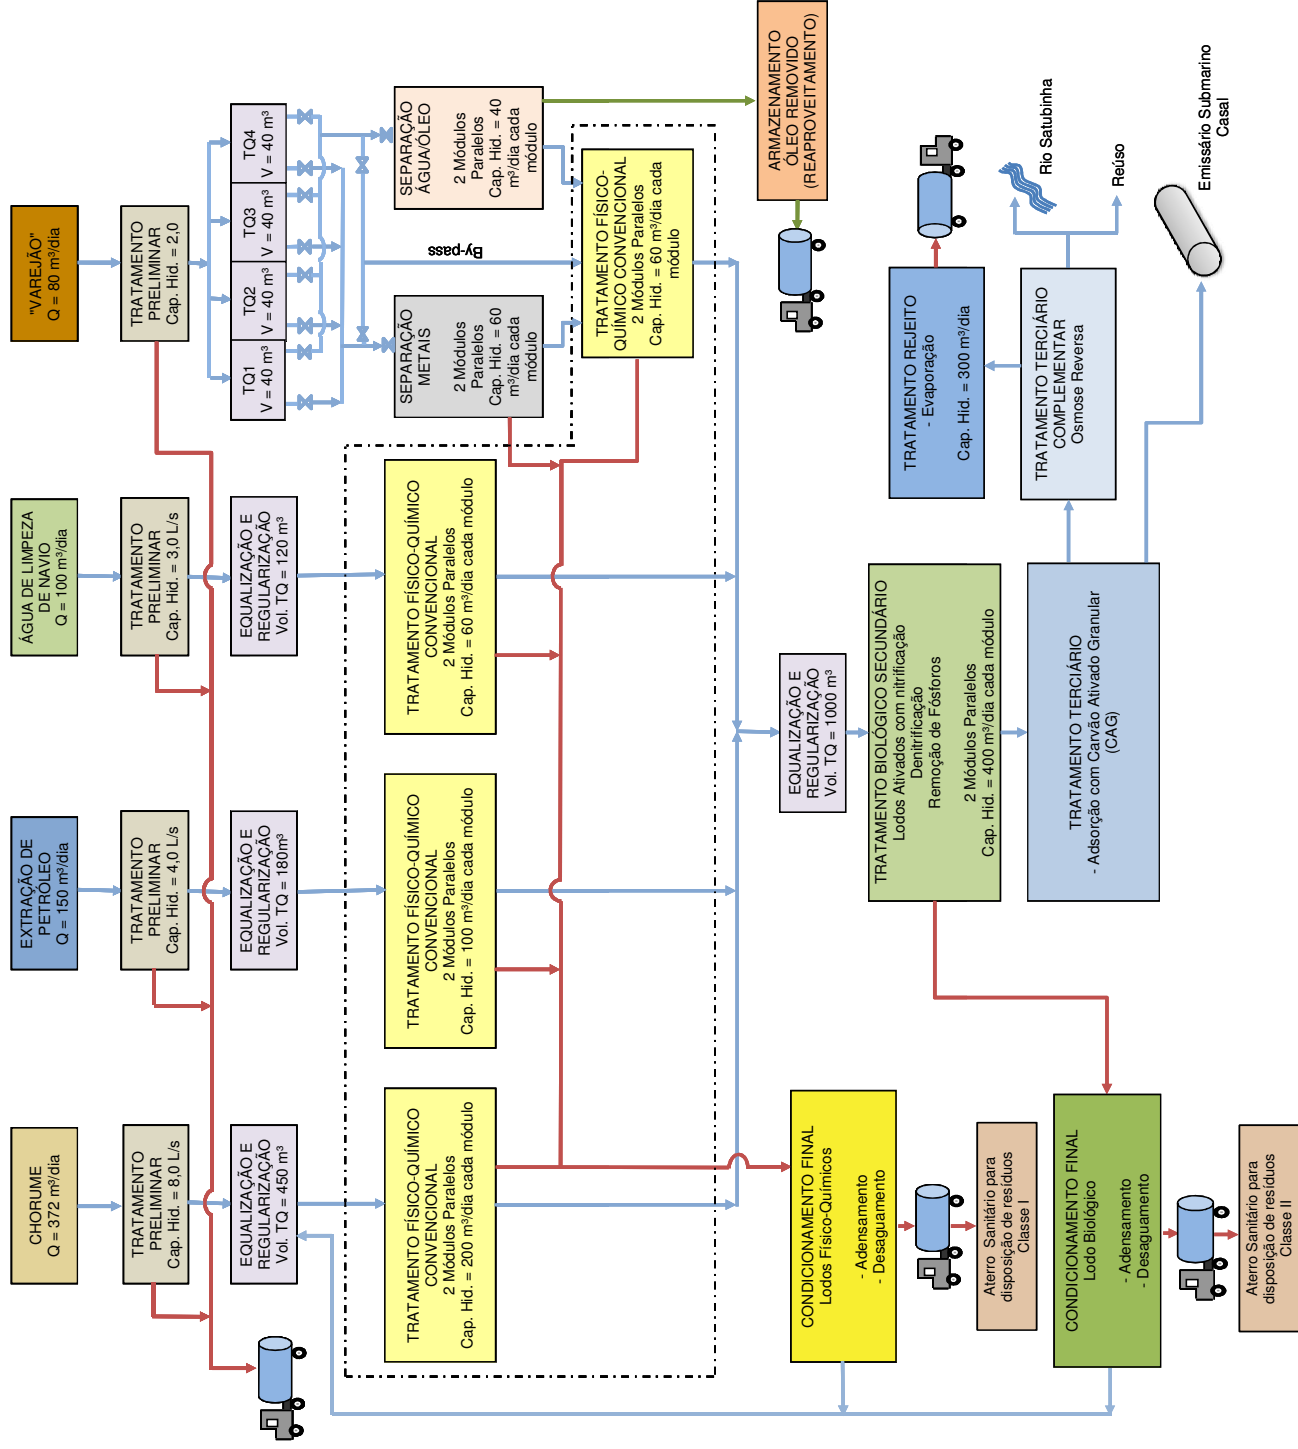 CHORUME
Q = 372 m³/dia
EXTRAÇÃO DE
PETRÓLEO
Q = 150 m³/dia
ÁGUA DE LIMPEZA
DE NAVIO
Q = 100 m³/dia
"VAREJÃO"
Q = 80 m³/dia
TRATAMENTO
PRELIMINAR
Cap. Hid. = 8,0 L/s
TRATAMENTO
PRELIMINAR
Cap. Hid. = 4,0 L/s
TRATAMENTO
PRELIMINAR
Cap. Hid. = 3,0 L/s
TRATAMENTO
PRELIMINAR
Cap. Hid. = 2,0
EQUALIZAÇÃO E
REGULARIZAÇÃO
Vol. TQ = 450 m³
EQUALIZAÇÃO E
REGULARIZAÇÃO
Vol. TQ = 180m³
EQUALIZAÇÃO E
REGULARIZAÇÃO
Vol. TQ = 120 m³
TQ1
V = 40 m³
TQ2
V = 40 m³
TQ3
V = 40 m³
TQ4
V = 40 m³
TRATAMENTO FÍSICO-QUÍMICO
CONVENCIONAL
2 Módulos Paralelos
Cap. Hid. = 200 m³/dia cada módulo
TRATAMENTO FÍSICO-QUÍMICO
CONVENCIONAL
2 Módulos Paralelos
Cap. Hid. = 100 m³/dia cada módulo
TRATAMENTO FÍSICO-QUÍMICO
CONVENCIONAL
2 Módulos Paralelos
Cap. Hid. = 60 m³/dia cada módulo
SEPARAÇÃO
METAIS
2 Módulos
Paralelos
Cap. Hid. = 60
m³/dia cada
módulo
By-pass
SEPARAÇÃO
ÁGUA/ÓLEO
2 Módulos
Paralelos
Cap. Hid. = 40
m³/dia cada
módulo
TRATAMENTO FÍSICO-
QUÍMICO CONVENCIONAL
2 Módulos Paralelos
Cap. Hid. = 60 m³/dia cada
módulo
ARMAZENAMENTO
ÓLEO REMOVIDO
(REAPROVEITAMENTO)
EQUALIZAÇÃO E
REGULARIZAÇÃO
Vol. TQ = 1000 m³
CONDICIONAMENTO FINAL
Lodos Físico-Químicos
- Adensamento
- Desaguamento
TRATAMENTO BIOLÓGICO SECUNDÁRIO
Lodos Ativados com nitrificação
Denitrificação
Remoção de Fósforos
2 Módulos Paralelos
Cap. Hid. = 400 m³/dia cada módulo
TRATAMENTO REJEITO
- Evaporação
Cap. Hid. = 300 m³/dia
Aterro Sanitário para
disposição de resíduos
Classe I
TRATAMENTO TERCIÁRIO
- Adsorção com Carvão Ativado Granular
(CAG)
TRATAMENTO TERCIÁRIO
COMPLEMENTAR
Osmose Reversa
Rio Satubinha
Reúso
Emissário Submarino
Casal
CONDICIONAMENTO FINAL
Lodo Biológico
- Adensamento
- Desaguamento
Aterro Sanitário para
disposição de resíduos
Classe II